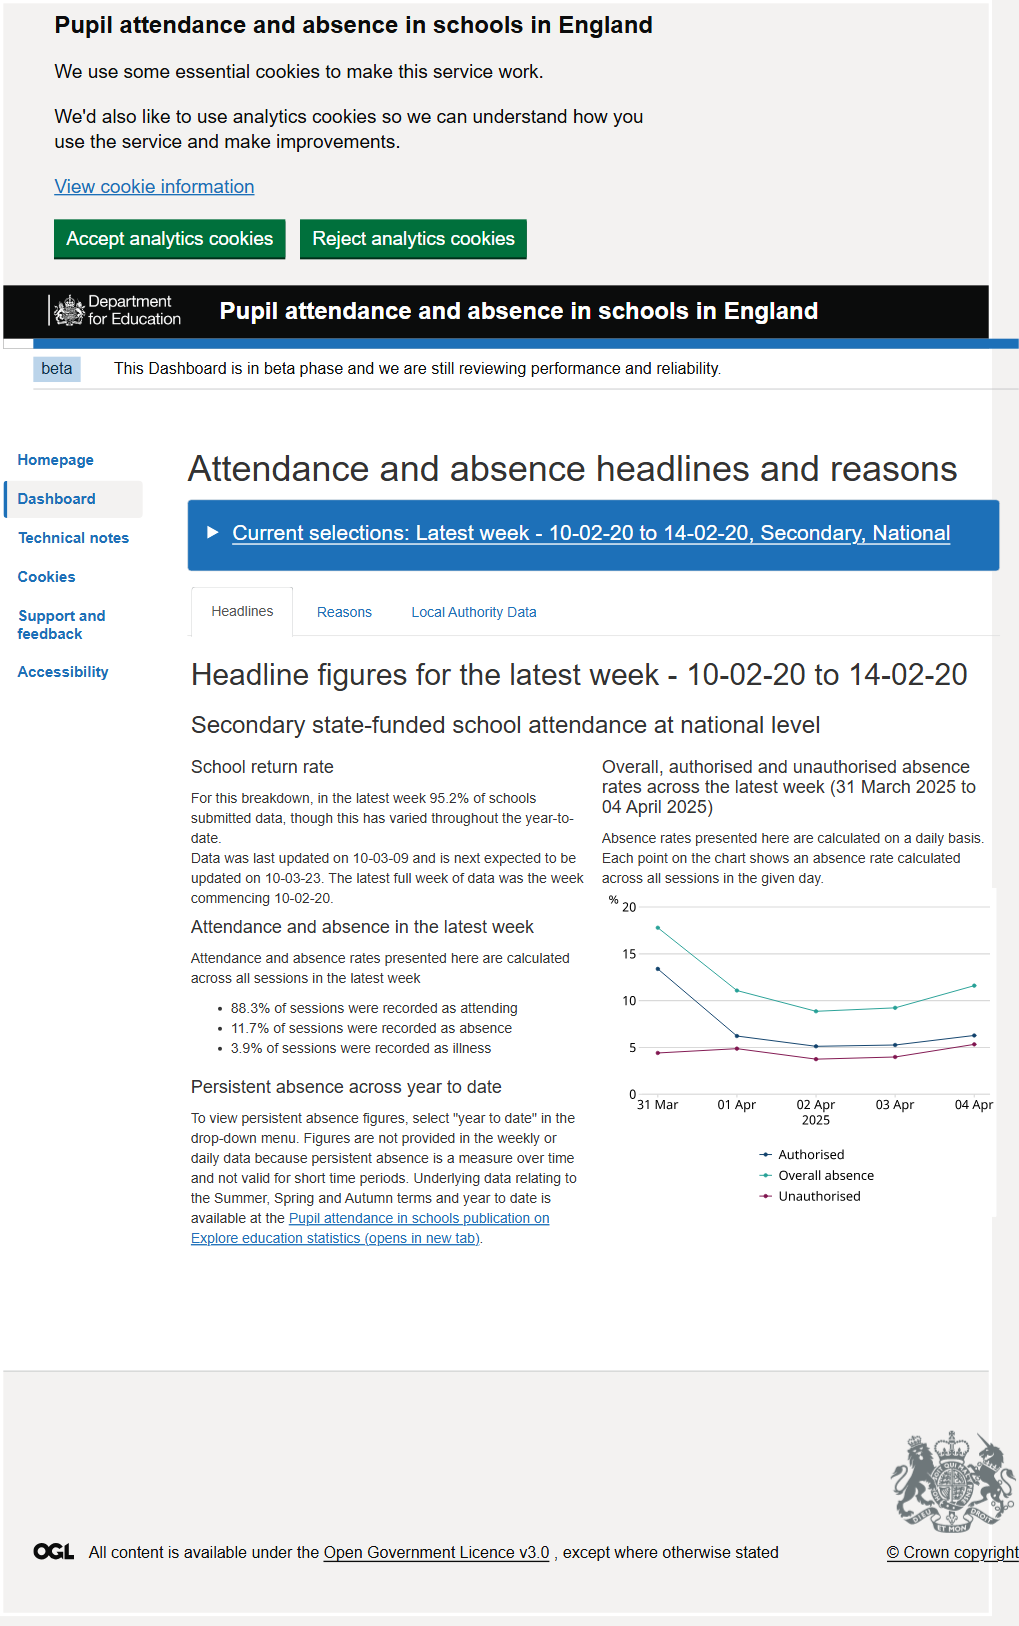 Pupil attendance and absence in schools in England
We use some essential cookies to make this service work.
We'd also like to use analytics cookies so we can understand how you
use the service and make improvements.
View cookie information
Accept analytics cookies
Reject analytics cookies
Department
for Education
Pupil attendance and absence in schools in England
beta
This Dashboard is in beta phase and we are still reviewing performance and reliability.
Homepage
Dashboard
Technical notes
Cookies
Support and
feedback
Accessibility
Attendance and absence headlines and reasons
Current selections: Latest week - 10-02-20 to 14-02-20, Secondary, National
Headlines
Reasons
Local Authority Data
Headline figures for the latest week - 10-02-20 to 14-02-20
Secondary state-funded school attendance at national level
School return rate
For this breakdown, in the latest week 95.2% of schools
submitted data, though this has varied throughout the year-to-
date.
Data was last updated on 10-03-09 and is next expected to be
updated on 10-03-23. The latest full week of data was the week
commencing 10-02-20.
Attendance and absence in the latest week
Attendance and absence rates presented here are calculated
across all sessions in the latest week
• 88.3% of sessions were recorded as attending
• 11.7% of sessions were recorded as absence
• 3.9% of sessions were recorded as illness
Persistent absence across year to date
To view persistent absence figures, select "year to date" in the
drop-down menu. Figures are not provided in the weekly or
daily data because persistent absence is a measure over time
and not valid for short time periods. Underlying data relating to
the Summer, Spring and Autumn terms and year to date is
available at the Pupil attendance in schools publication on
Explore education statistics (opens in new tab).
Overall, authorised and unauthorised absence
rates across the latest week (31 March 2025 to
04 April 2025)
Absence rates presented here are calculated on a daily basis.
Each point on the chart shows an absence rate calculated
across all sessions in the given day.
%
20
15
10
5
0
31 Mar
01 Apr
02 Apr
2025
03 Apr
04 Apr
Authorised
Overall absence
Unauthorised
DIEU ET MON DROIT
OGL
All content is available under the Open Government Licence v3.0 , except where otherwise stated
© Crown copyright